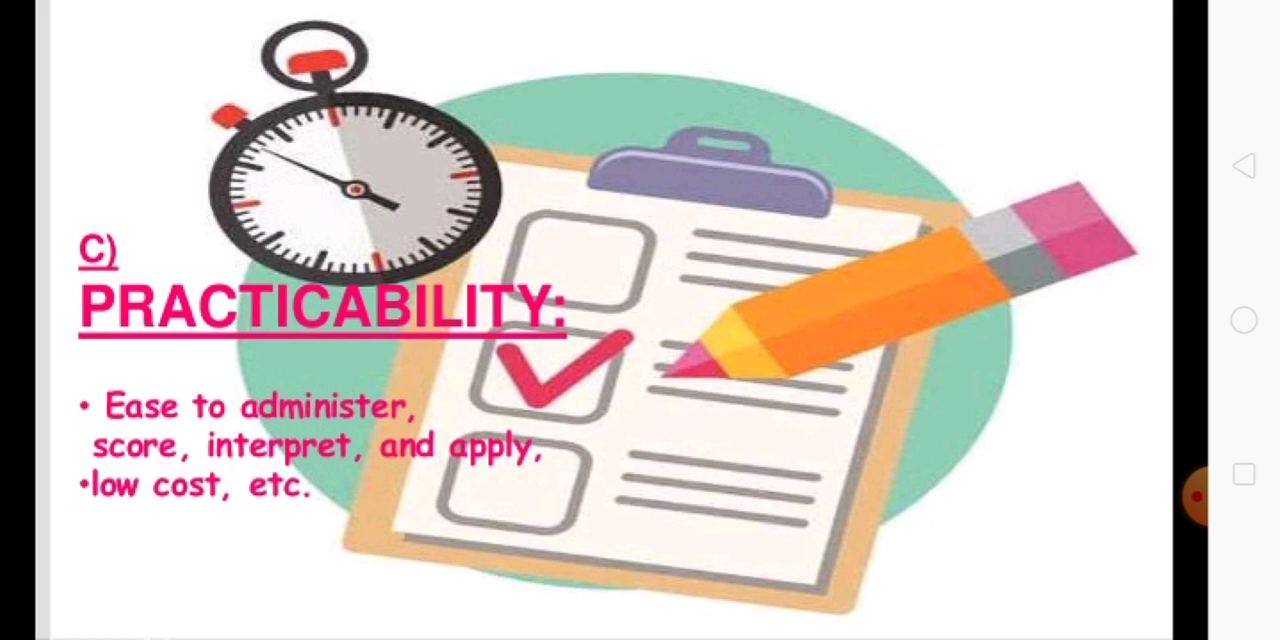 C)
PRACTICABILITY:
• Ease to administer,
score, interpret, and apply,
•low cost, etc.